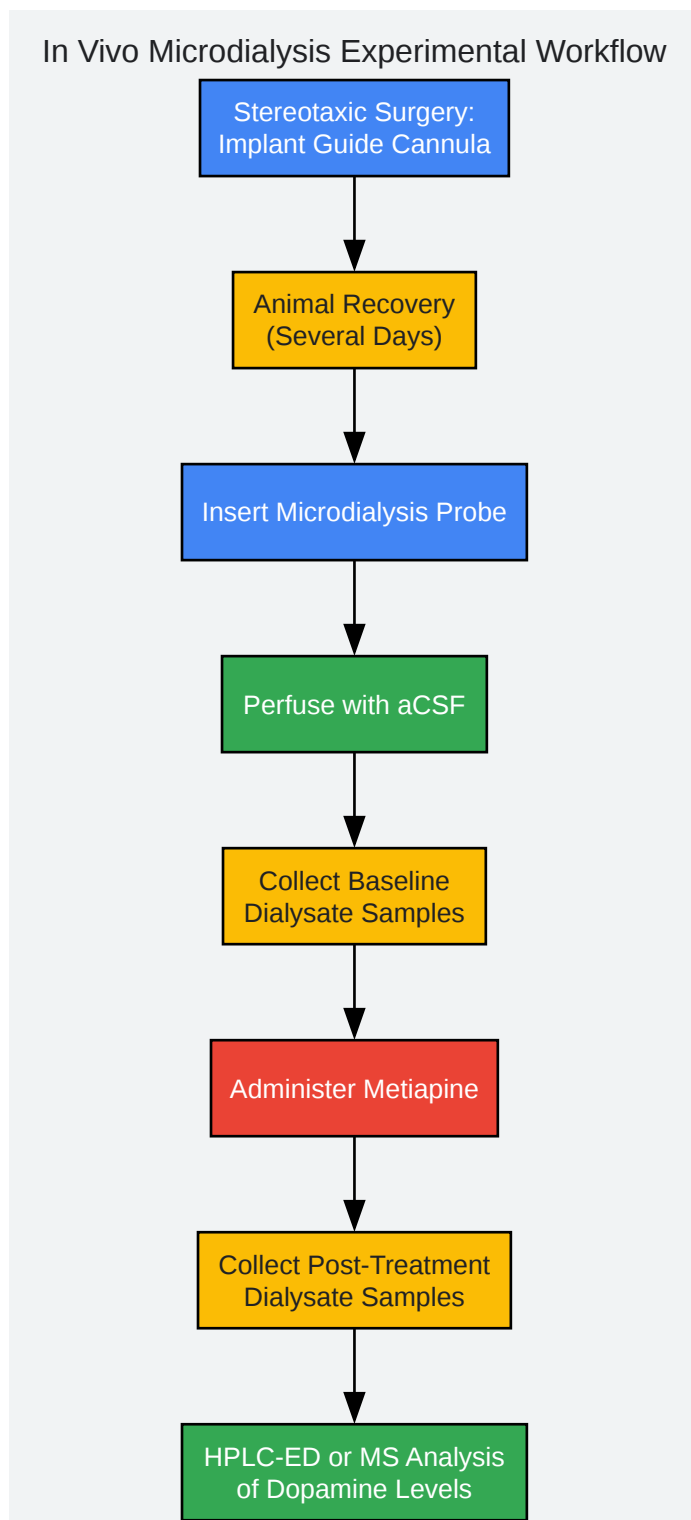 In Vivo Microdialysis Experimental Workflow
Stereotaxic Surgery:
Implant Guide Cannula
Animal Recovery
(Several Days)
Insert Microdialysis Probe
Perfuse with aCSF
Collect Baseline
Dialysate Samples
Administer Metiapine
Collect Post-Treatment
Dialysate Samples
HPLC-ED or MS Analysis
of Dopamine Levels